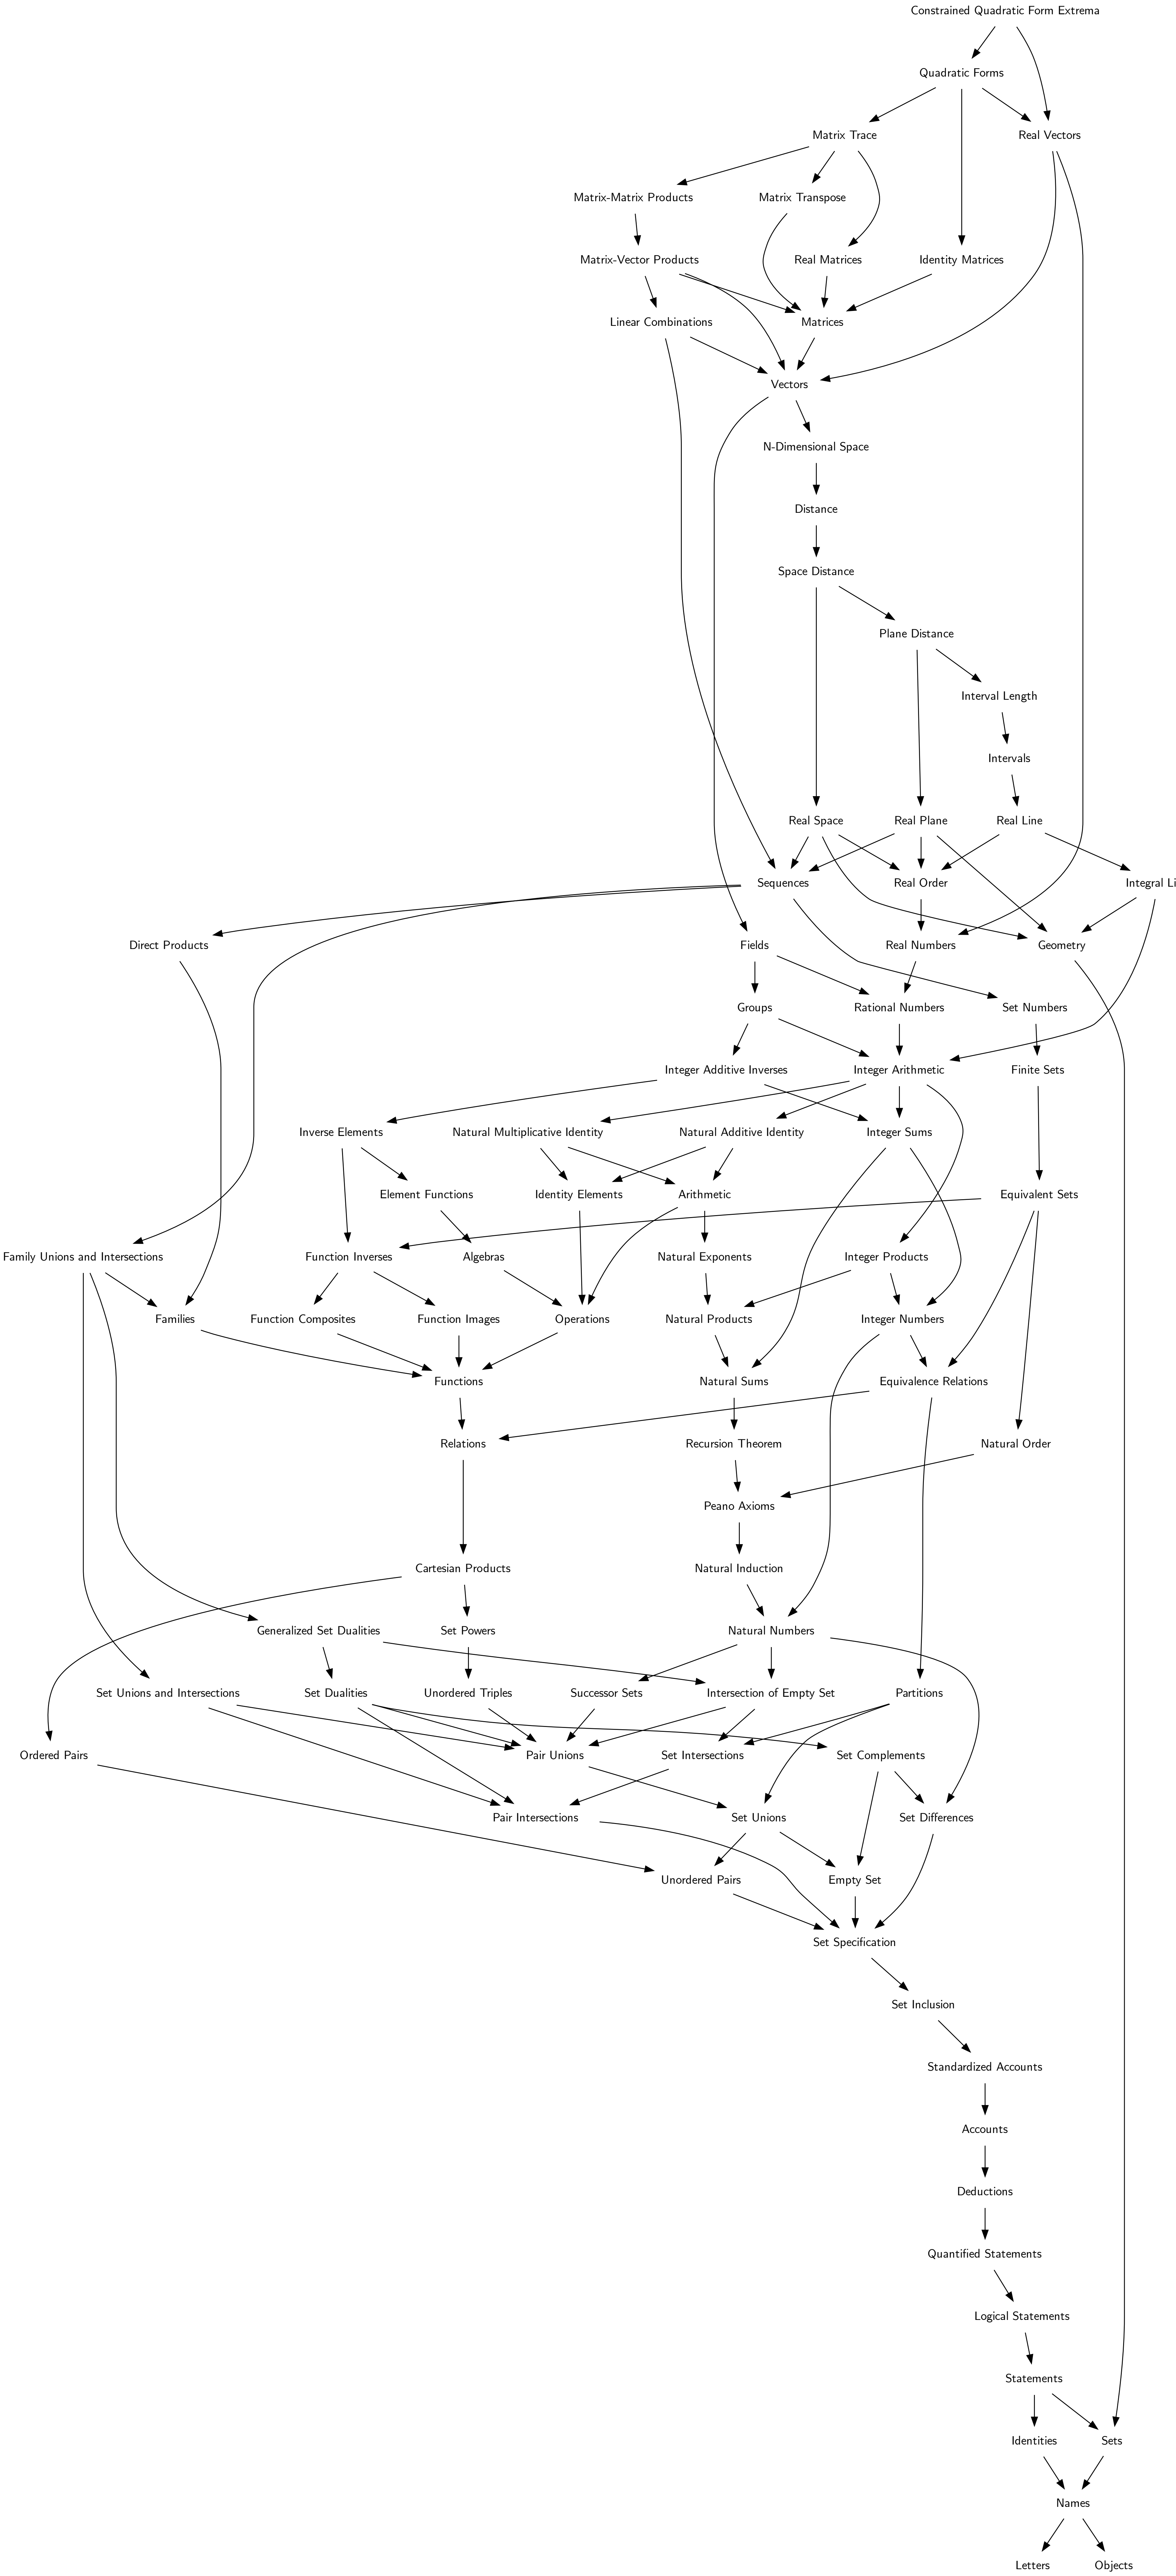 Constrained Quadratic Form Extrema
Quadratic Forms
Matrix Trace
Real Vectors
Matrix-Matrix Products
Matrix Transpose
Matrix-Vector Products
Real Matrices
Identity Matrices
Linear Combinations
Matrices
Vectors
N-Dimensional Space
Distance
Space Distance
Plane Distance
Interval Length
Intervals
Real Space
Real Plane
Real Line
Sequences
Real Order
Integral Li
Direct Products
Fields
Real Numbers
Geometry
Groups
Rational Numbers
Set Numbers
Integer Additive Inverses
Integer Arithmetic
Finite Sets
Inverse Elements
Natural Multiplicative Identity
Natural Additive Identity
Integer Sums
Element Functions
Identity Elements
Arithmetic
Equivalent Sets
Family Unions and Intersections
Function Inverses
Algebras
Natural Exponents
Integer Products
Families
Function Composites
Function Images
Operations
Natural Products
Integer Numbers
Functions
Natural Sums
Equivalence Relations
Relations
Recursion Theorem
Natural Order
Peano Axioms
Cartesian Products
Natural Induction
Generalized Set Dualities
Set Powers
Natural Numbers
Set Unions and Intersections
Set Dualities
Unordered Triples
Successor Sets
Intersection of Empty Set
Partitions
Ordered Pairs
Pair Unions
Set Intersections
Set Complements
Pair Intersections
Set Unions
Set Differences
Unordered Pairs
Empty Set
Set Specification
Set Inclusion
Standardized Accounts
Accounts
Deductions
Quantified Statements
Logical Statements
Statements
Identities
Sets
Names
Letters
Objects